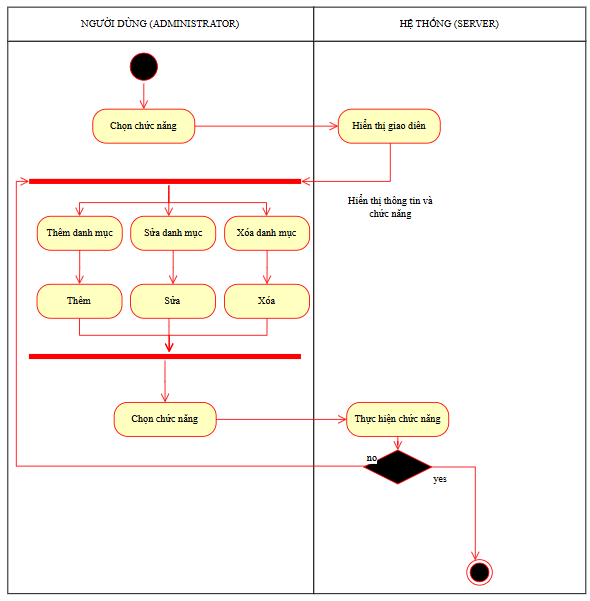 NGƯỜI DÙNG (ADMINISTRATOR)
HỆ THỐNG (SERVER)
Chọn chức năng
Hiển thị giao diên
Hiển thị thông tin và
chức năng
Thêm danh mục
Sửa danh mục
Xóa danh mục
Thêm
Sửa
Xóa
Chọn chức năng
Thực hiện chức năng
no
yes